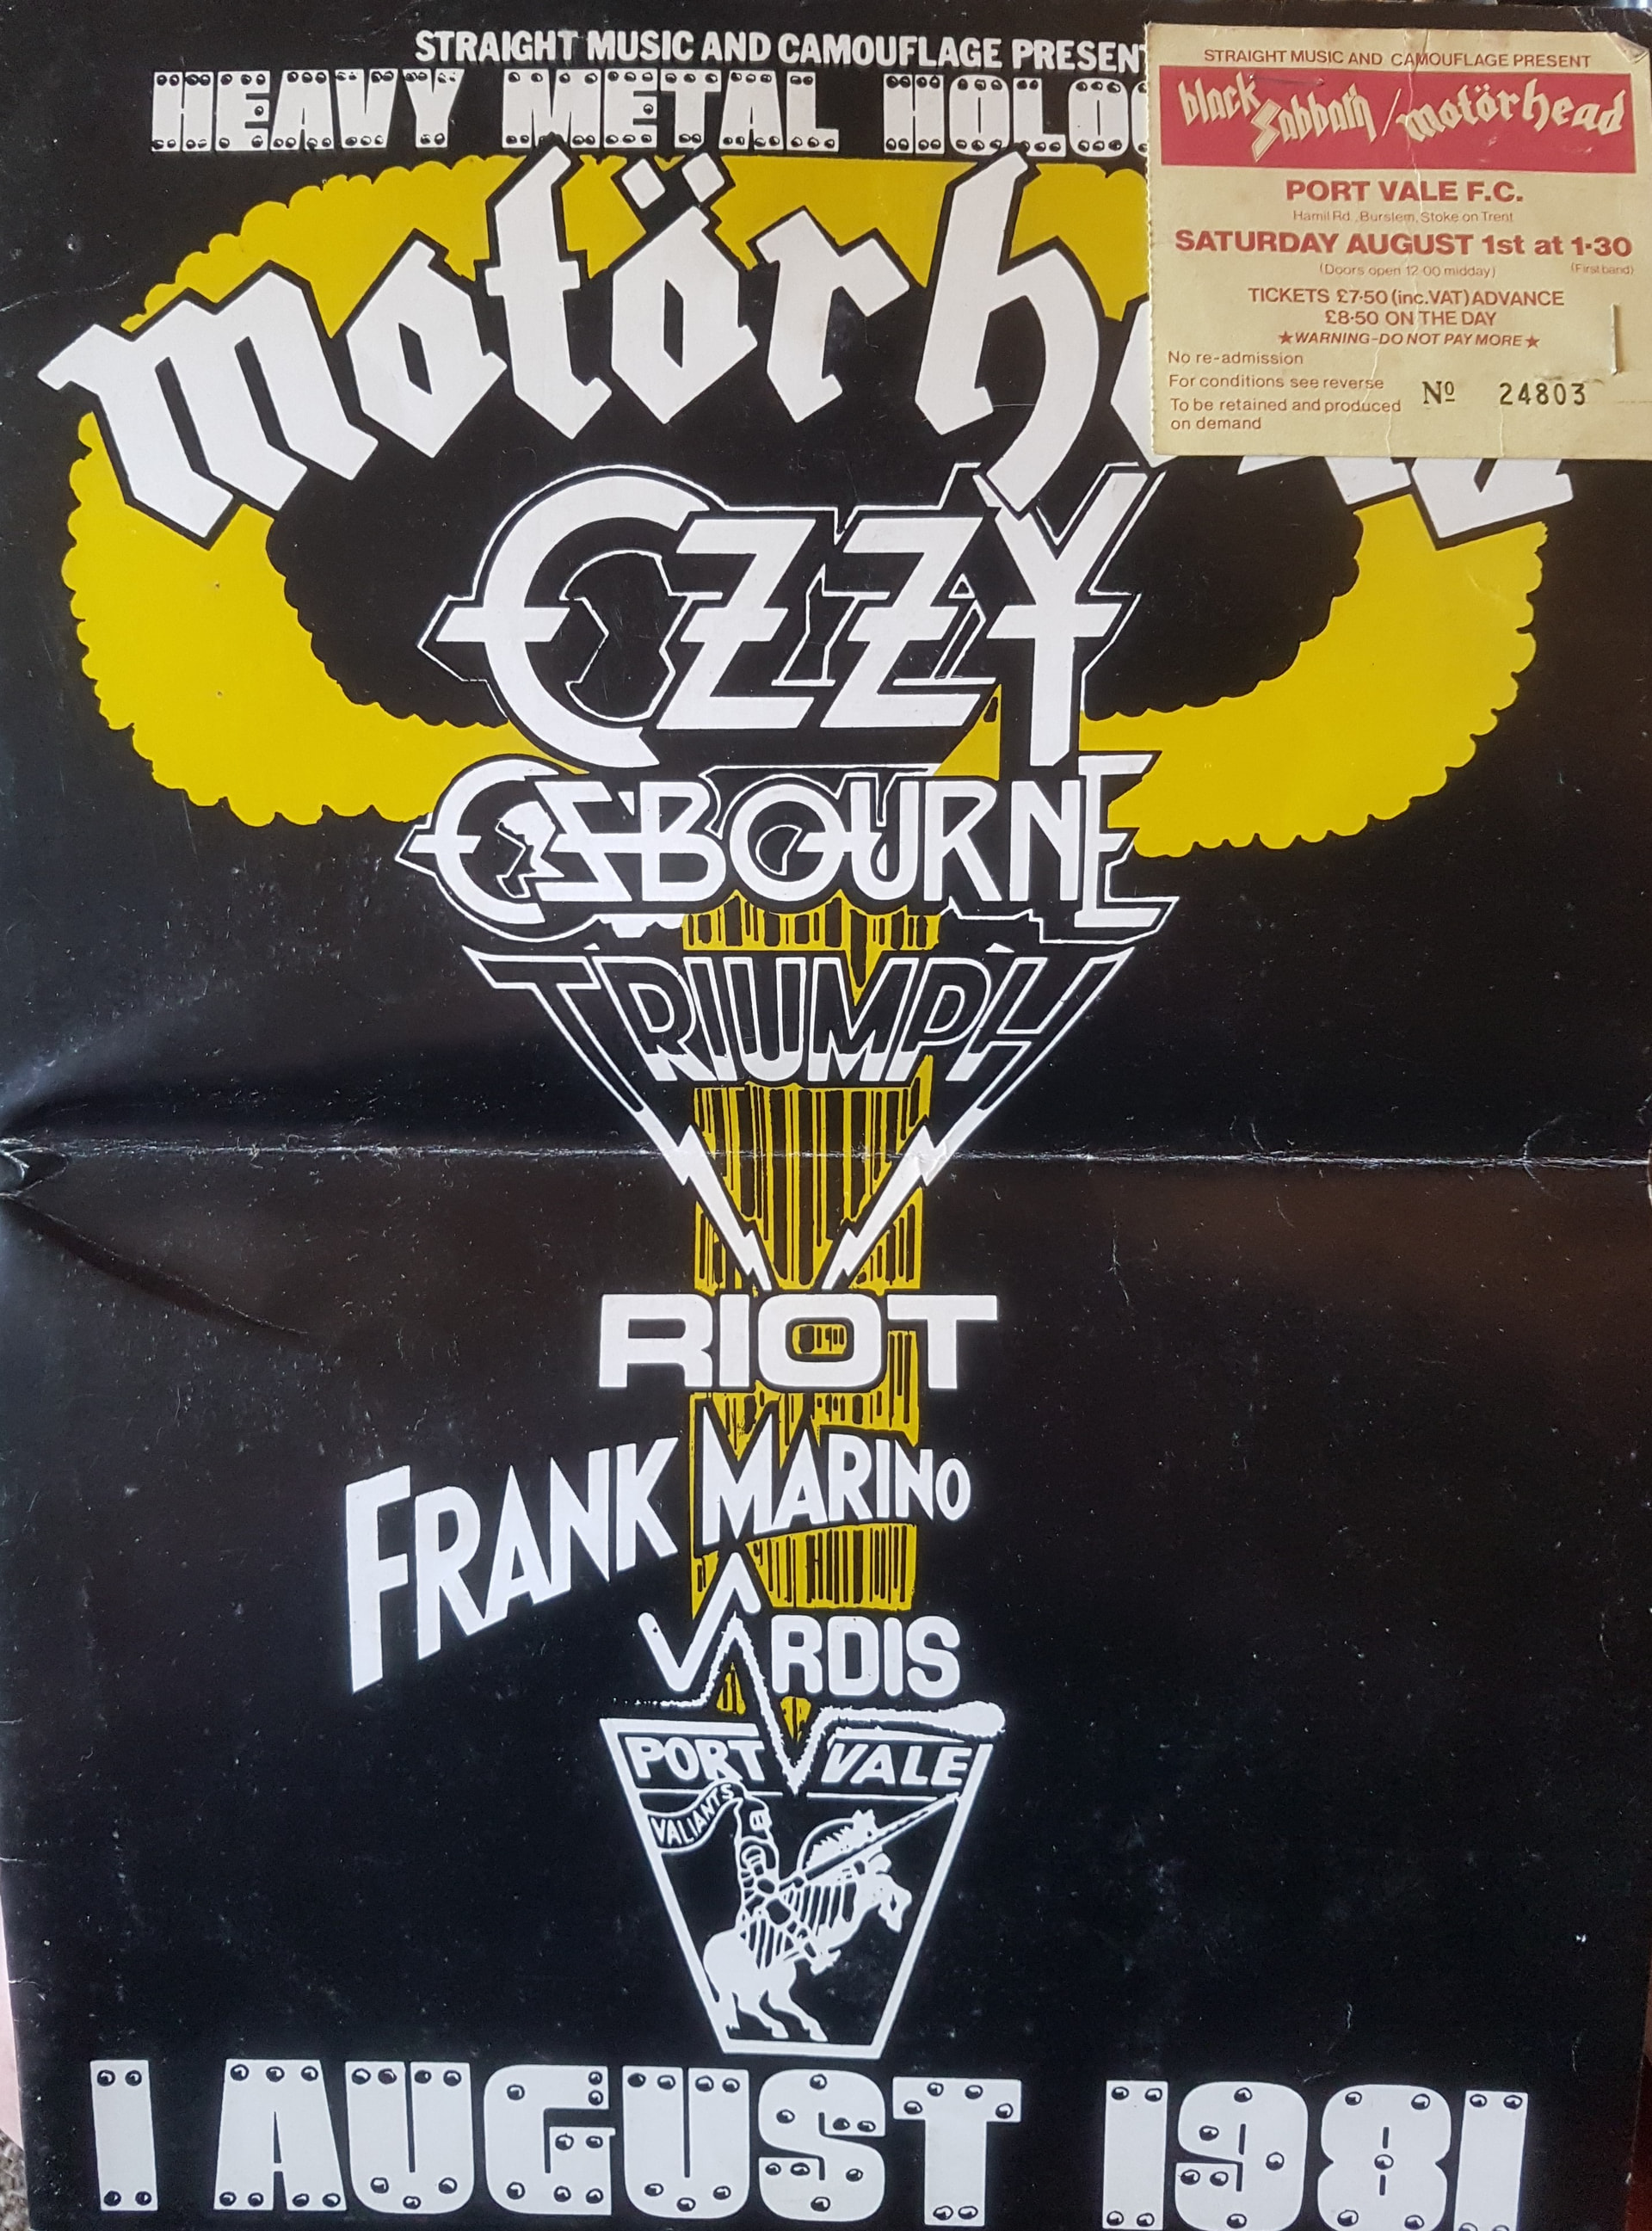 STRAIGHT MUSIC AND CAMOUFLAGE PRESENT
HEAVY METAL
motörhead
OZZY
OSBOURNE
TRIUMPH
RIOT
FRANK MARINO
VARDIS
PORT VALE
VALIANTS
1 AUGUST 1981
STRAIGHT MUSIC AND CAMOUFLAGE PRESENT
black Sabbath / motörhead
PORT VALE F.C.
Hamil Rd., Burslem, Stoke on Trent
SATURDAY AUGUST 1st at 1·30
(Doors open 12·00 midday) (First band)
TICKETS £7·50 (inc.VAT) ADVANCE
£8·50 ON THE DAY
★WARNING-DO NOT PAY MORE★
No re-admission
For conditions see reverse
To be retained and produced
on demand
Nº 24803